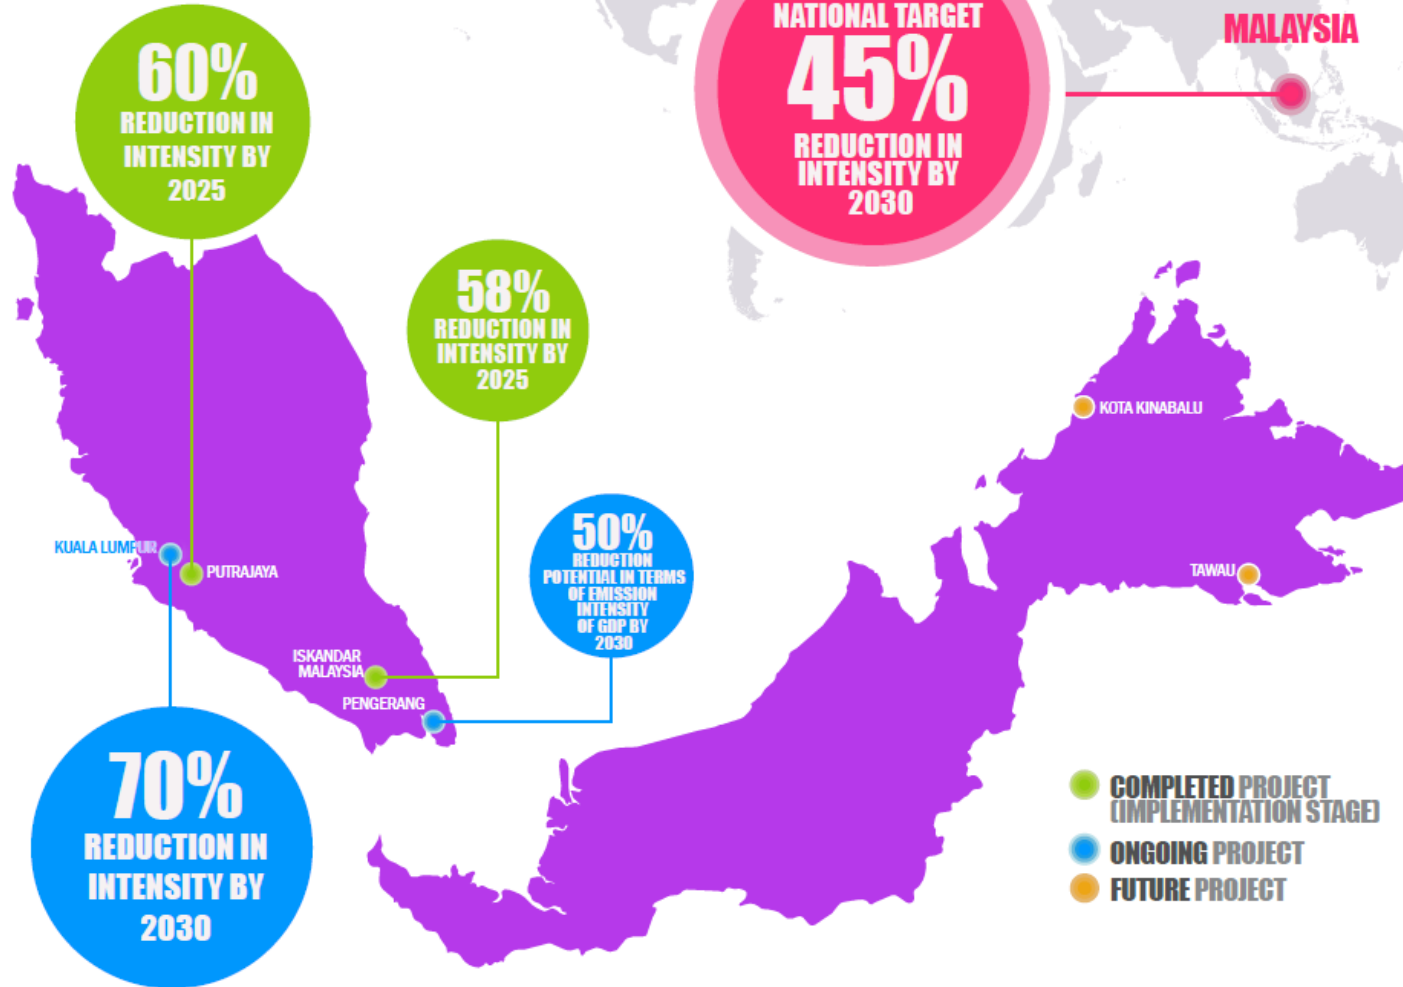 60%
REDUCTION IN
INTENSITY BY
2025
NATIONAL TARGET
45%
REDUCTION IN
INTENSITY BY
2030
MALAYSIA
58%
REDUCTION IN
INTENSITY BY
2025
KOTA KINABALU
50%
REDUCTION
POTENTIAL IN TERMS
OF EMISSION
INTENSITY
OF GDP BY
2030
KUALA LUMPUR
PUTRAJAYA
TAWAU
ISKANDAR
MALAYSIA
PENGERANG
70%
REDUCTION IN
INTENSITY BY
2030
COMPLETED PROJECT
(IMPLEMENTATION STAGE)
ONGOING PROJECT
FUTURE PROJECT